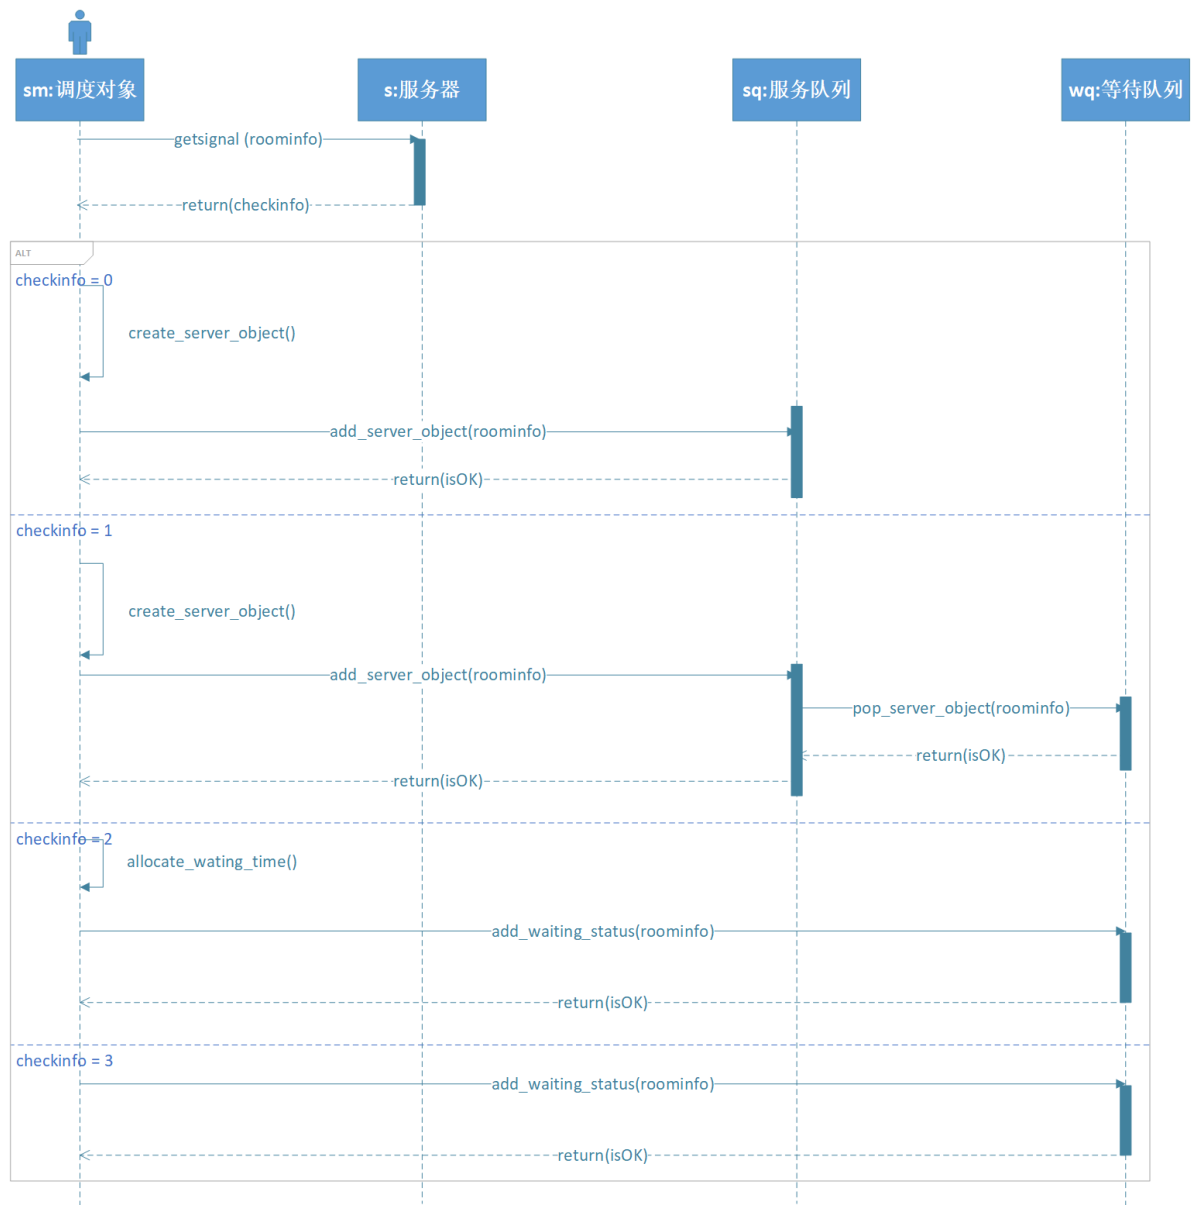 sm:调度对象
s:服务器
sq:服务队列
wq:等待队列
getsignal (roominfo)
return(checkinfo)
ALT
checkinfo = 0
create_server_object()
add_server_object(roominfo)
return(isOK)
checkinfo = 1
create_server_object()
add_server_object(roominfo)
pop_server_object(roominfo)
return(isOK)
return(isOK)
checkinfo = 2
allocate_wating_time()
add_waiting_status(roominfo)
return(isOK)
checkinfo = 3
add_waiting_status(roominfo)
return(isOK)